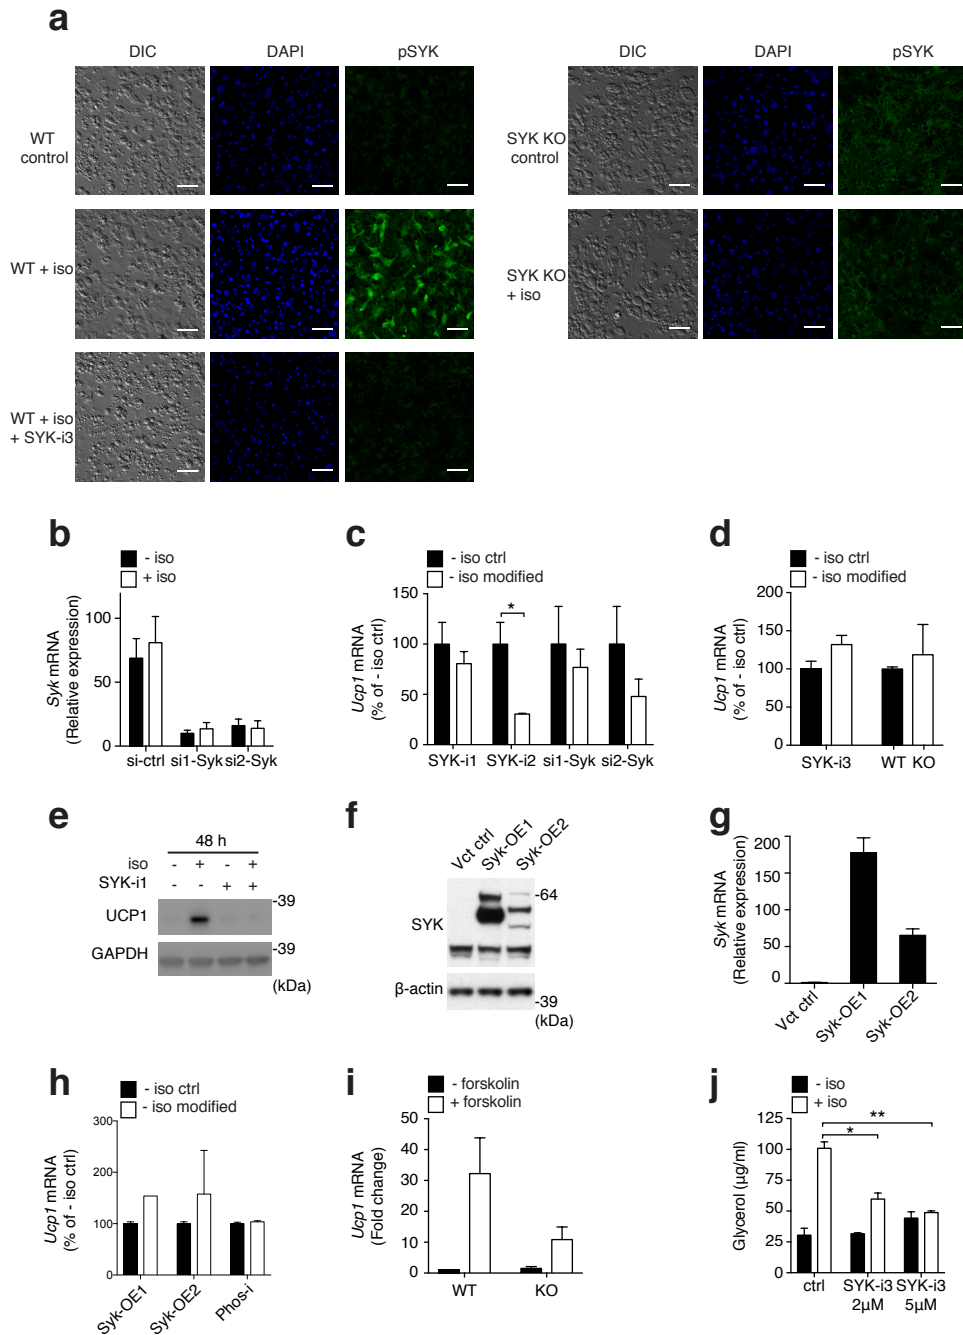 a
DIC DAPI pSYK DIC DAPI pSYK
WT control
SYK KO control
WT + iso
SYK KO + iso
WT + iso + SYK-i3
b
- iso
+ iso
Syk mRNA (Relative expression)
100
50
0
si-ctrl si1-Syk si2-Syk
c
- iso ctrl
- iso modified
Ucp1 mRNA (% of - iso ctrl)
150
100
50
0
*
SYK-i1 SYK-i2 si1-Syk si2-Syk
d
- iso ctrl
- iso modified
Ucp1 mRNA (% of - iso ctrl)
200
150
100
50
0
SYK-i3 WT KO
e
48 h
iso - + - +
SYK-i1 - - + +
UCP1
-39
GAPDH
-39
(kDa)
f
Vct ctrl
Syk-OE1
Syk-OE2
SYK
-64
β-actin
-39
(kDa)
g
Syk mRNA (Relative expression)
200
150
100
50
0
Vct ctrl
Syk-OE1
Syk-OE2
h
- iso ctrl
- iso modified
Ucp1 mRNA (% of - iso ctrl)
300
200
100
0
Syk-OE1
Syk-OE2
Phos-i
i
- forskolin
+ forskolin
Ucp1 mRNA (Fold change)
50
40
30
20
10
0
WT KO
j
- iso
+ iso
Glycerol (µg/ml)
125
100
75
50
25
0
**
*
ctrl SYK-i3 2µM SYK-i3 5µM